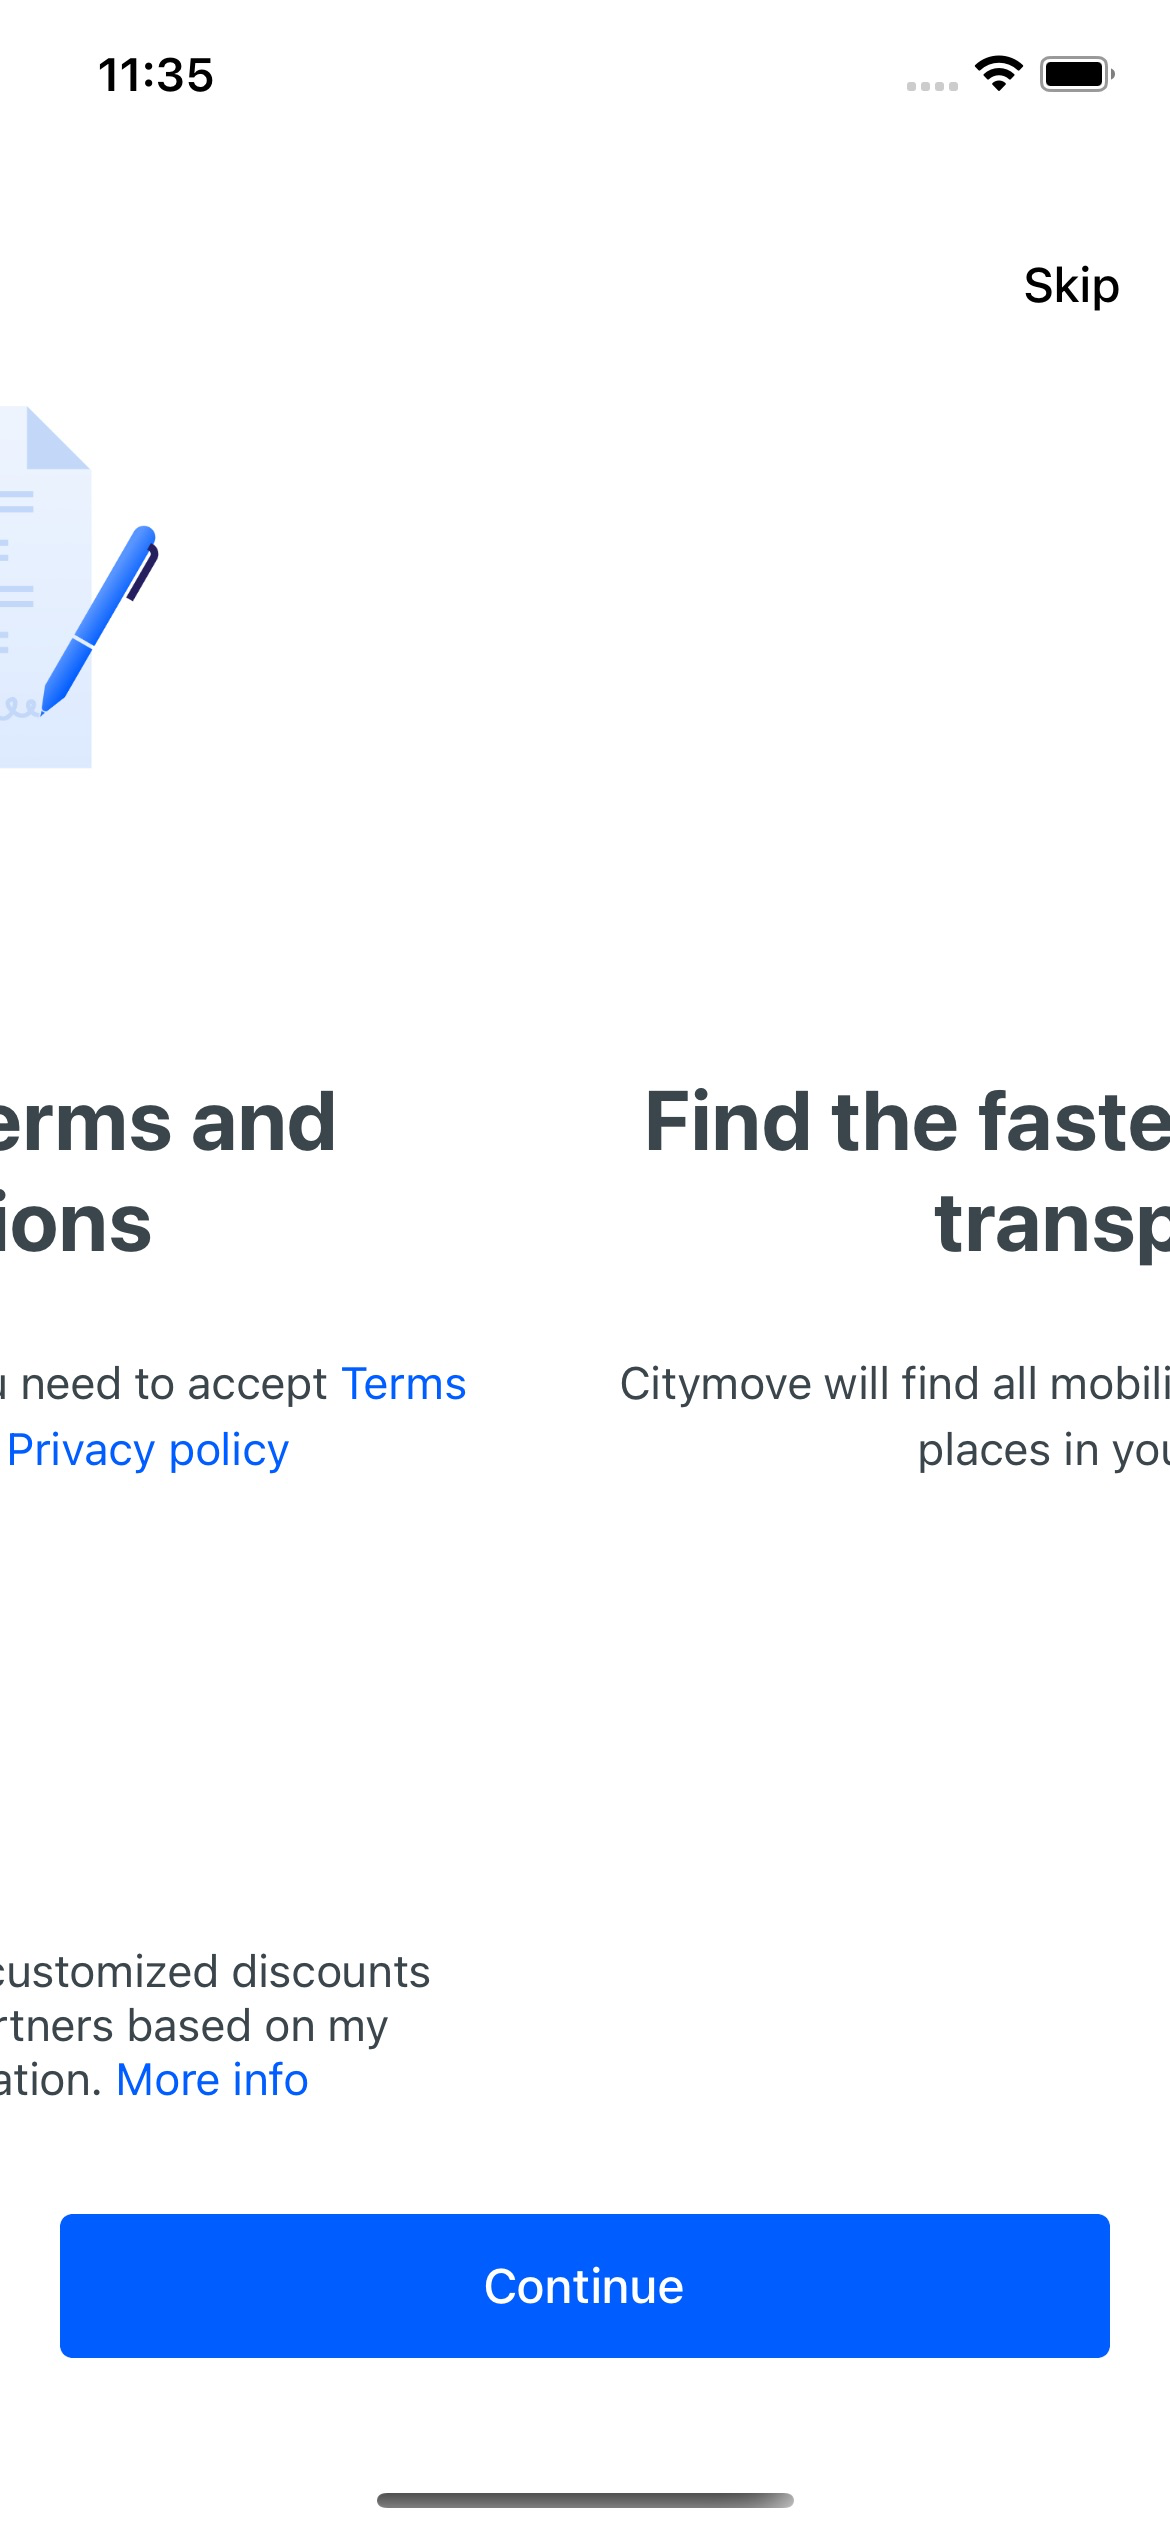 11:35
Skip
erms and
ions
need to accept Terms
Privacy policy
Find the faste
transp
Citymove will find all mobili
places in you
customized discounts
rtners based on my
ation. More info
Continue